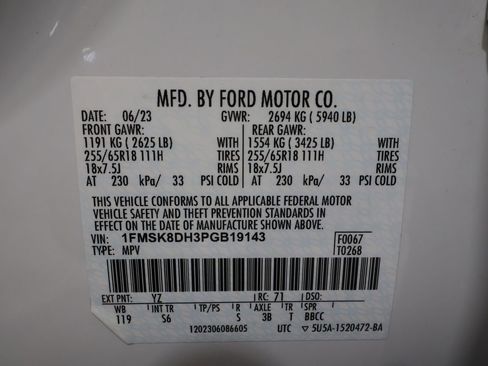 MFD. BY FORD MOTOR CO.
DATE: 06/23 GVWR: 2694 KG ( 5940 LB)
FRONT GAWR: REAR GAWR:
1191 KG ( 2625 LB) WITH 1554 KG ( 3425 LB) WITH
255/65R18 111H TIRES 255/65R18 111H TIRES
18x7.5J RIMS 18x7.5J RIMS
AT 230 kPa/ 33 PSI COLD AT 230 kPa/ 33 PSI COLD
THIS VEHICLE CONFORMS TO ALL APPLICABLE FEDERAL MOTOR
VEHICLE SAFETY AND THEFT PREVENTION STANDARDS IN
EFFECT ON THE DATE OF MANUFACTURE SHOWN ABOVE.
VIN: 1FMSK8DH3PGB19143 F0067
TYPE: MPV T0268
EXT PNT: YZ RC: 71 DSO:
WB INT TR TP/PS R AXLE TR SPR
119 S6 S 3B T BBCC
1202306086605 UTC ▽ 5U5A-1520472-BA